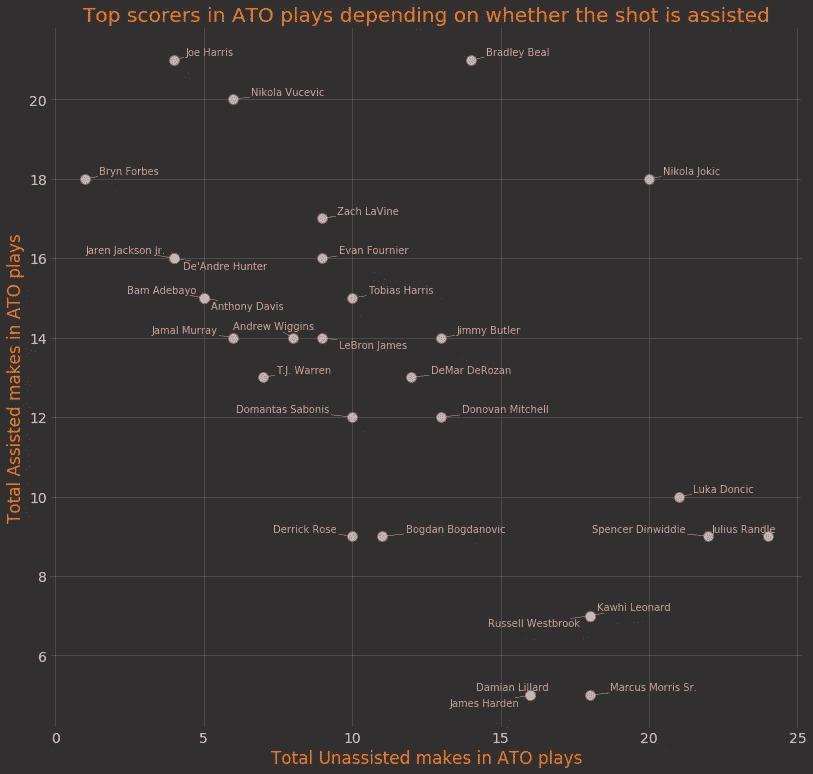 Top scorers in ATO plays depending on whether the shot is assisted
Joe Harris
Bradley Beal
Nikola Vucevic
20
Bryn Forbes
Nikola Jokic
18
Zach LaVine
Jaren Jackson Jr.
Evan Fournier
16
De'Andre Hunter
Bam Adebayo
Tobias Harris
Anthony Davis
Jamal Murray
Andrew Wiggins
Jimmy Butler
14
LeBron James
T.J. Warren
DeMar DeRozan
Domantas Sabonis
Donovan Mitchell
12
Luka Doncic
10
Derrick Rose
Bogdan Bogdanovic
Spencer Dinwiddie
Julius Randle
8
Kawhi Leonard
Russell Westbrook
6
Damian Lillard
Marcus Morris Sr.
James Harden
0
5
10
15
20
25
Total Unassisted makes in ATO plays
Total Assisted makes in ATO plays